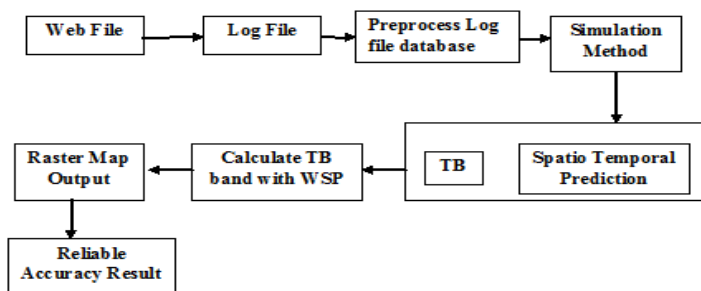 Web File
Log File
Preprocess Log
file database
Simulation
Method
Raster Map
Output
Calculate TB
band with WSP
TB
Spatio Temporal
Prediction
Reliable
Accuracy Result